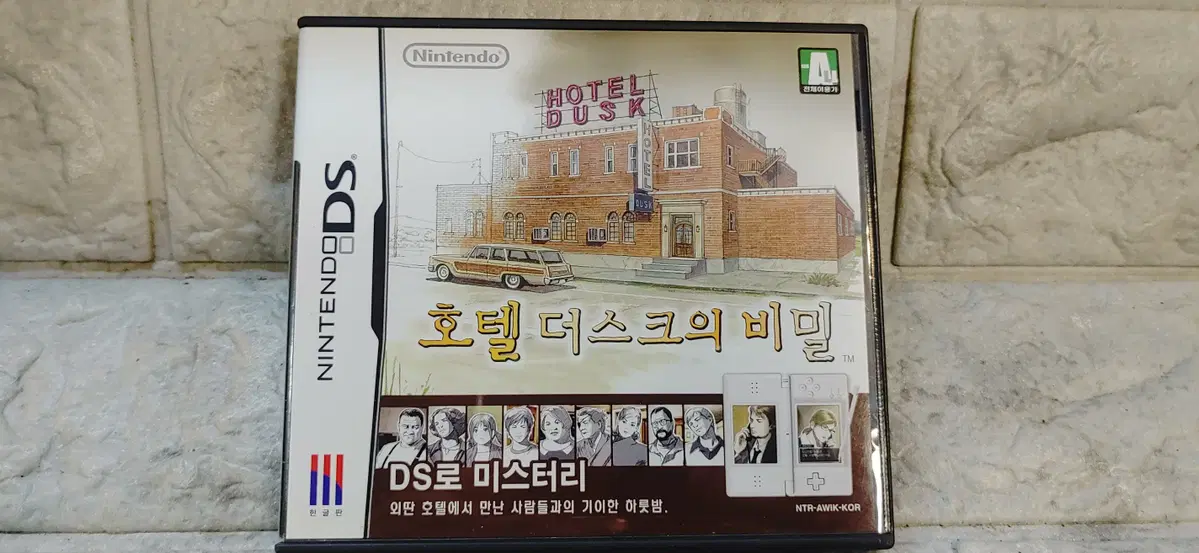 Nintendo
A
전체이용가
HOTEL
DUSK
HOTEL
DUSK
NINTENDO DS®
호텔 더스크의 비밀 TM
DS로 미스터리
외딴 호텔에서 만난 사람들과의 기이한 하룻밤.
한글판
NTR-AWIK-KOR